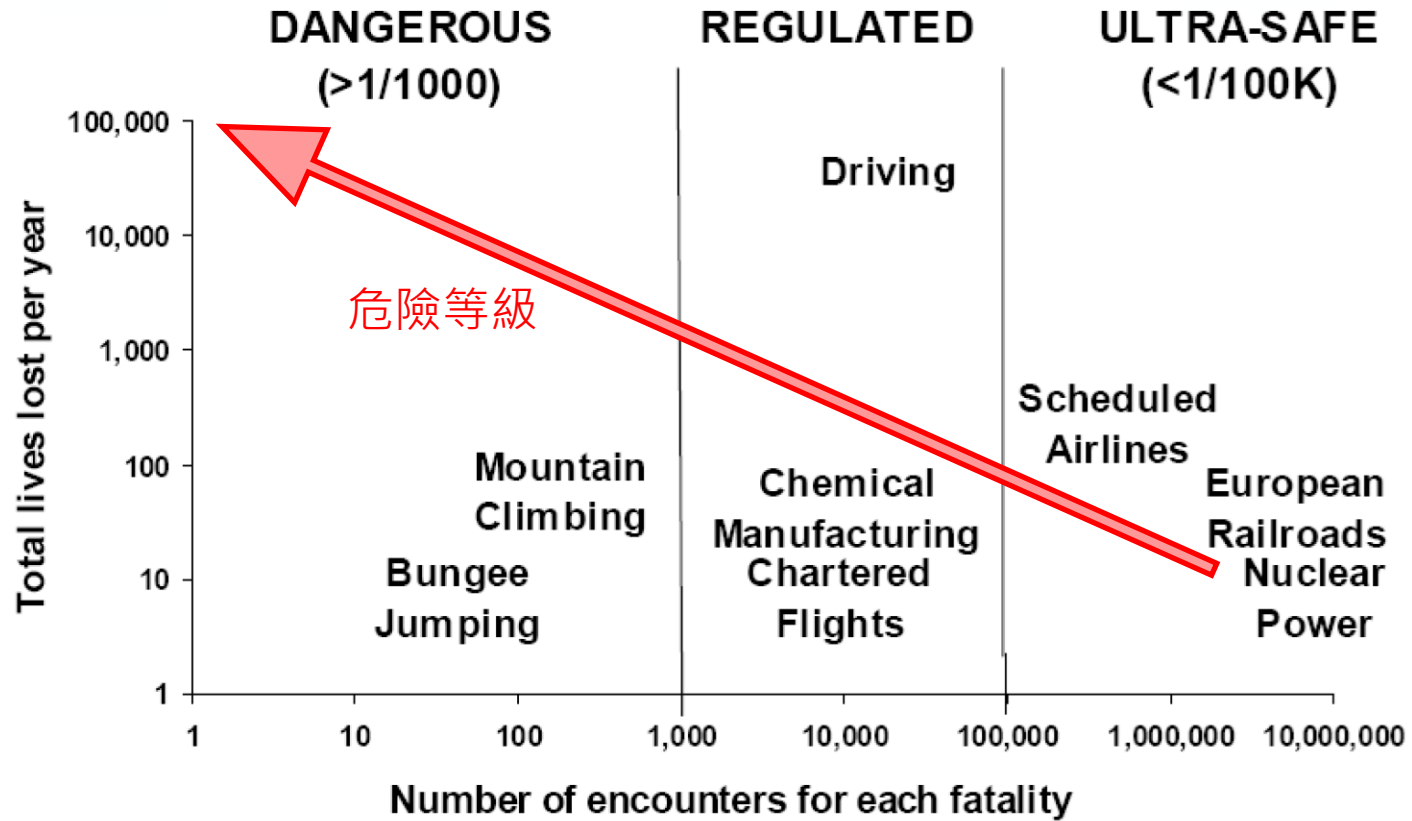 DANGEROUS
(>1/1000)
REGULATED
ULTRA-SAFE
(<1/100K)
Total lives lost per year
100,000
10,000
1,000
100
10
1
危險等級
Driving
Scheduled
Airlines
Mountain
Climbing
Chemical
Manufacturing
European
Railroads
Bungee
Jumping
Chartered
Flights
Nuclear
Power
1
10
100
1,000
10,000
100,000
1,000,000
10,000,000
Number of encounters for each fatality